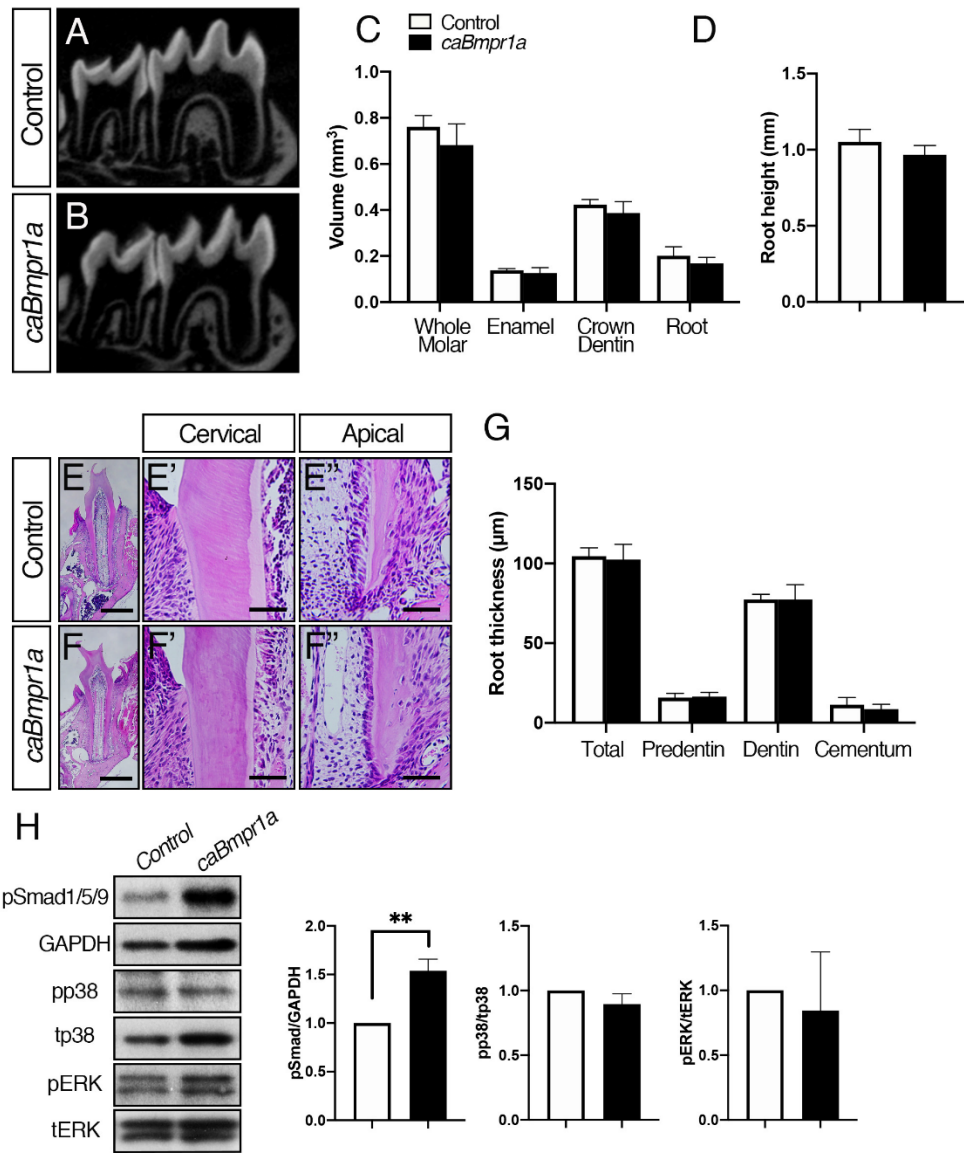 A
Control
B
caBmpr1a
C
Control
caBmpr1a
Volume (mm³)
1.0
0.8
0.6
0.4
0.2
0.0
Whole
Molar
Enamel
Crown
Dentin
Root
D
Root height (mm)
1.5
1.0
0.5
0.0
Cervical
Apical
Control
E
E'
E"
caBmpr1a
F
F'
F"
G
Root thickness (µm)
150
100
50
0
Total
Predentin
Dentin
Cementum
H
Control
caBmpr1a
pSmad1/5/9
GAPDH
pp38
tp38
pERK
tERK
pSmad/GAPDH
2.0
1.5
1.0
0.5
0.0
**
pp38/tp38
1.5
1.0
0.5
0.0
pERK/tERK
1.5
1.0
0.5
0.0